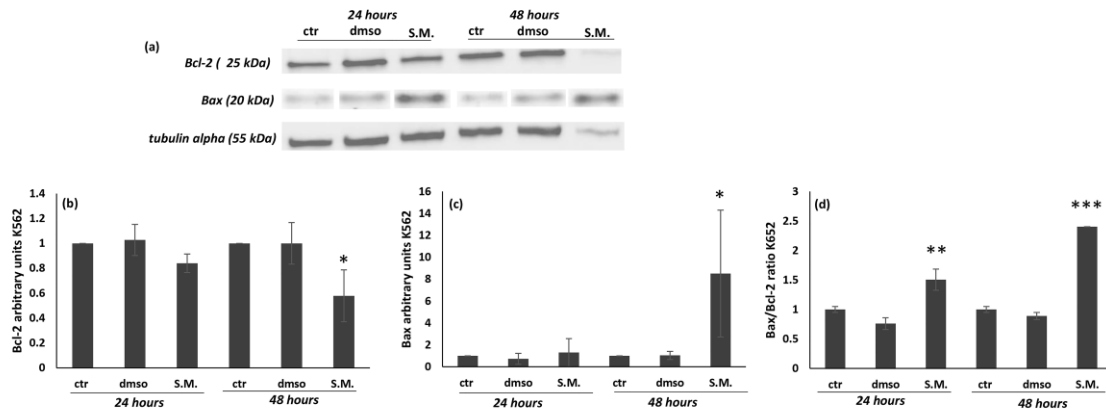 24 hours 48 hours
ctr dmso S.M. ctr dmso S.M.
(a)
Bcl-2 ( 25 kDa)
Bax (20 kDa)
tubulin alpha (55 kDa)
(b)
Bcl-2 arbitrary units K562
1.4
1.2
1
0.8
0.6
0.4
0.2
0
*
ctr dmso S.M. ctr dmso S.M.
24 hours 48 hours
(c)
Bax arbitrary units K562
16
14
12
10
8
6
4
2
0
*
ctr dmso S.M. ctr dmso S.M.
24 hours 48 hours
(d)
Bax/Bcl-2 ratio K652
3
2.5
2
1.5
1
0.5
0
** ***
ctr dmso S.M. ctr dmso S.M.
24 hours 48 hours